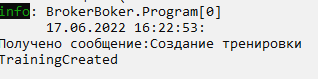 info: BrokerBoker.Program[0]
17.06.2022 16:22:53:
Получено сообщение:Создание тренировки
TrainingCreated